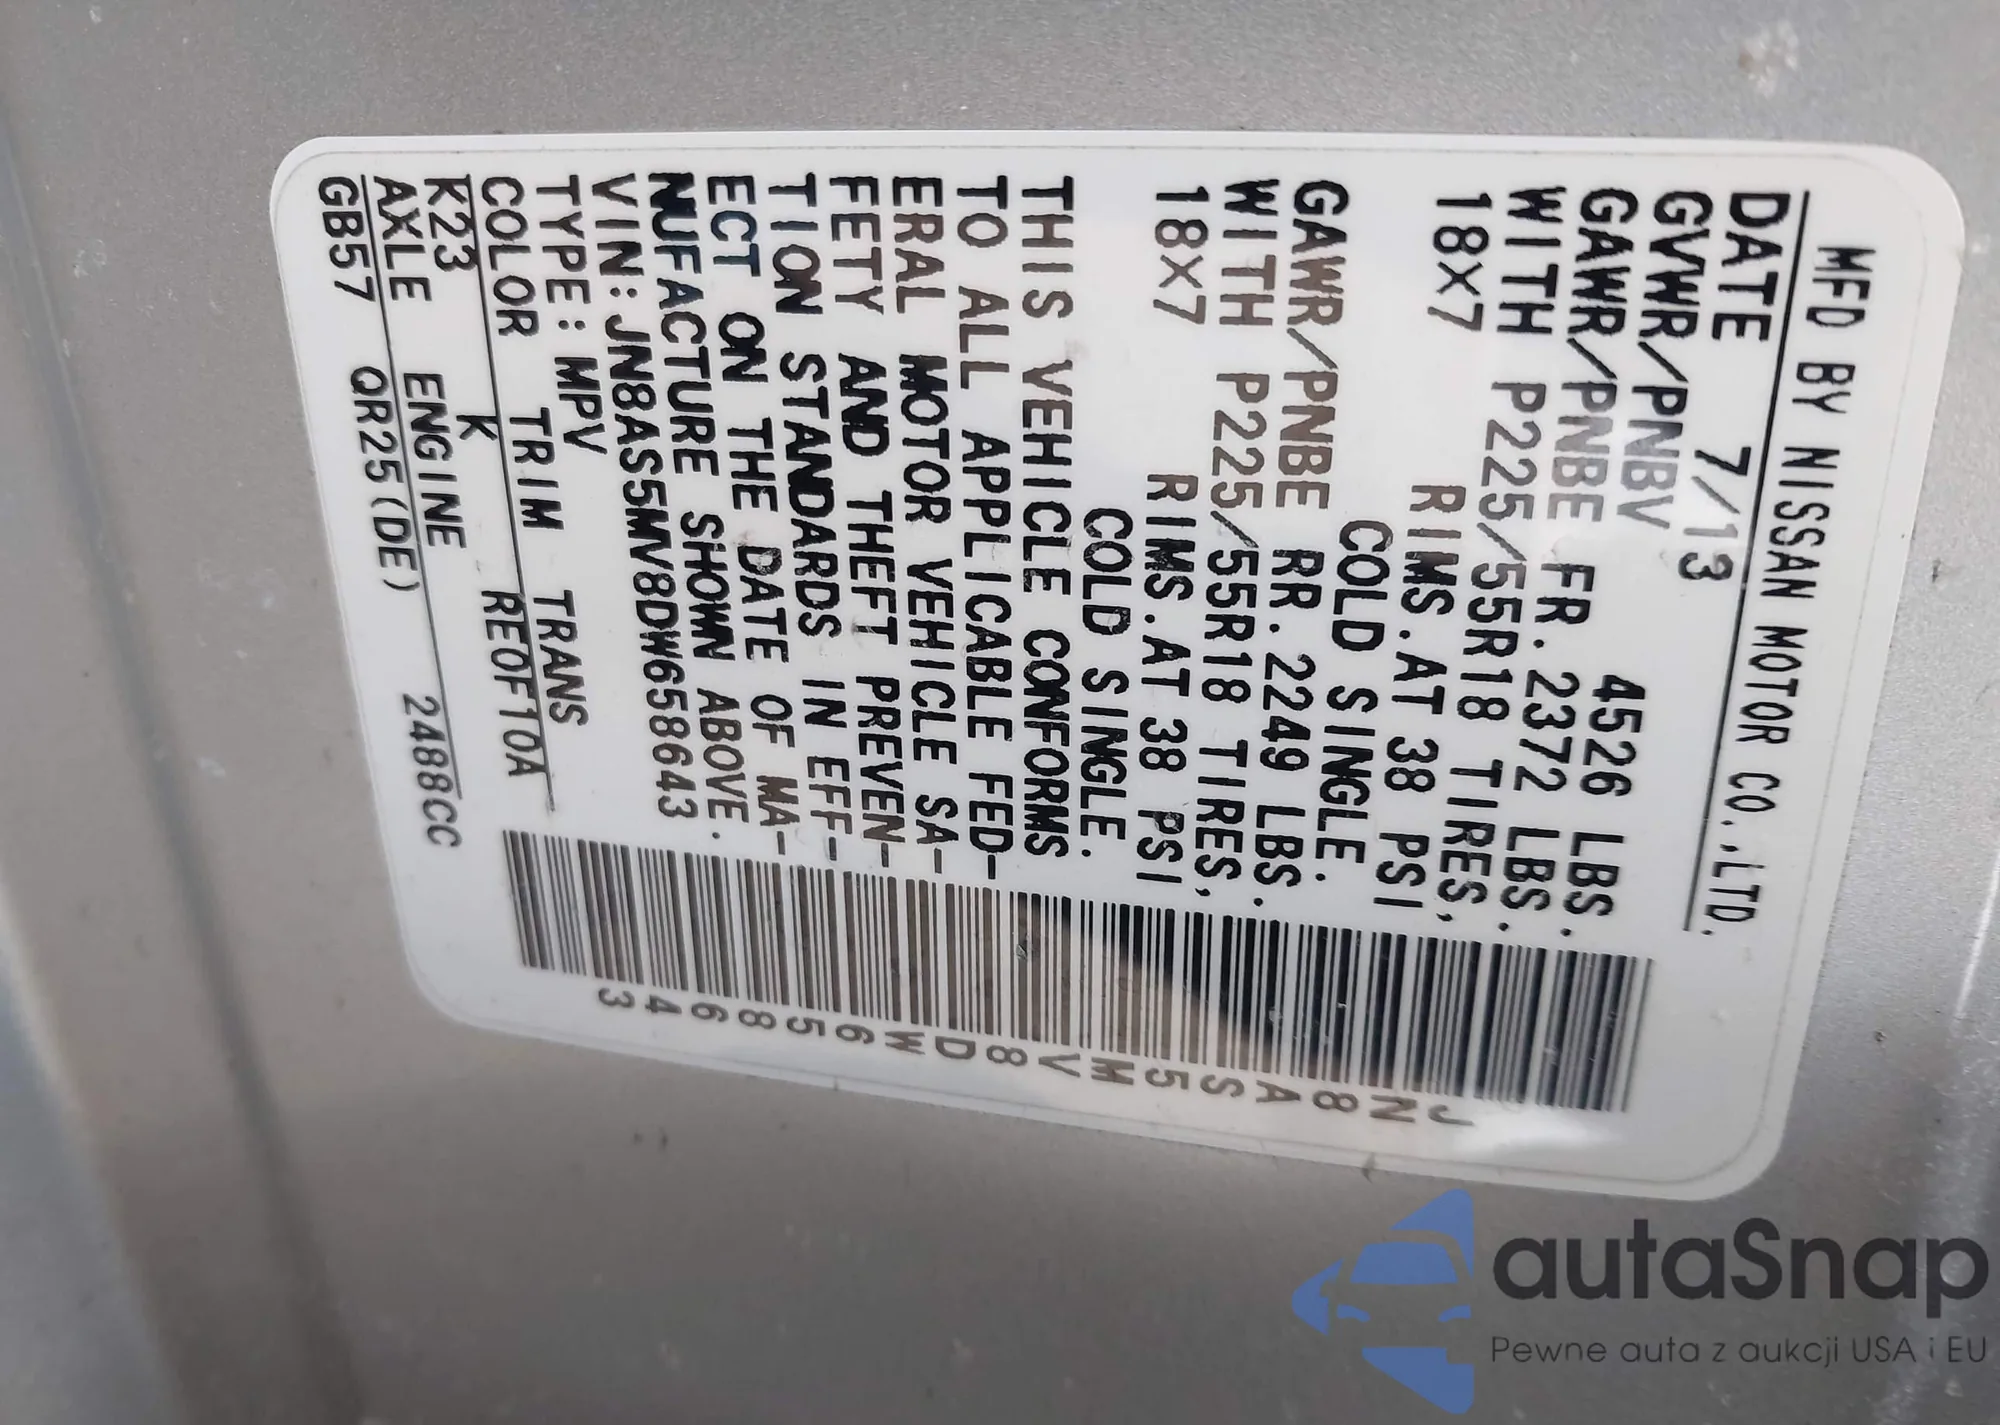 MFD BY NISSAN MOTOR CO.,LTD.
DATE 7/13
GVWR/PNBV 4526 LBS.
GAWR/PNBE FR.2372 LBS.
WITH P225/55R18 TIRES,
18×7 RIMS.AT 38 PSI
COLD SINGLE.
GAWR/PNBE RR.2249 LBS.
WITH P225/55R18 TIRES,
18×7 RIMS.AT 38 PSI
COLD SINGLE.
THIS VEHICLE CONFORMS
TO ALL APPLICABLE FED-
ERAL MOTOR VEHICLE SA-
FETY AND THEFT PREVEN-
TION STANDARDS IN EFF-
ECT ON THE DATE OF MA-
NUFACTURE SHOWN ABOVE.
VIN:JN8AS5MV8DW658643
TYPE:MPV
COLOR TRIM TRANS
K23 K RE0F10A
AXLE ENGINE
GB57 QR25(DE) 2488CC
JN8AS5MV8DW658643
autaSnap
Pewne auta z aukcji USA i EU